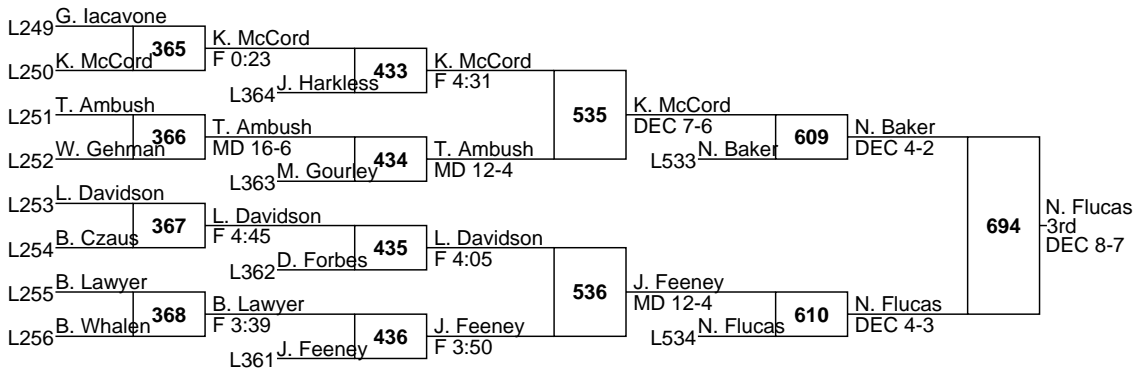 G. Iacavone
L249
365 K. McCord
K. McCord F 0:23
L250 433 K. McCord
J. Harkless F 4:31
L364
T. Ambush
L251 535 K. McCord
366 T. Ambush DEC 7-6
W. Gehman MD 16-6 609 N. Baker
L252 434 T. Ambush N. Baker DEC 4-2
M. Gourley MD 12-4 L533
L363
L. Davidson
L253
367 L. Davidson 694 N. Flucas
B. Czaus F 4:45 3rd
L254 435 L. Davidson DEC 8-7
D. Forbes F 4:05
L362
B. Lawyer
L255 536 J. Feeney
368 B. Lawyer MD 12-4
B. Whalen F 3:39 610 N. Flucas
L256 436 J. Feeney N. Flucas DEC 4-3
J. Feeney F 3:50 L534
L361